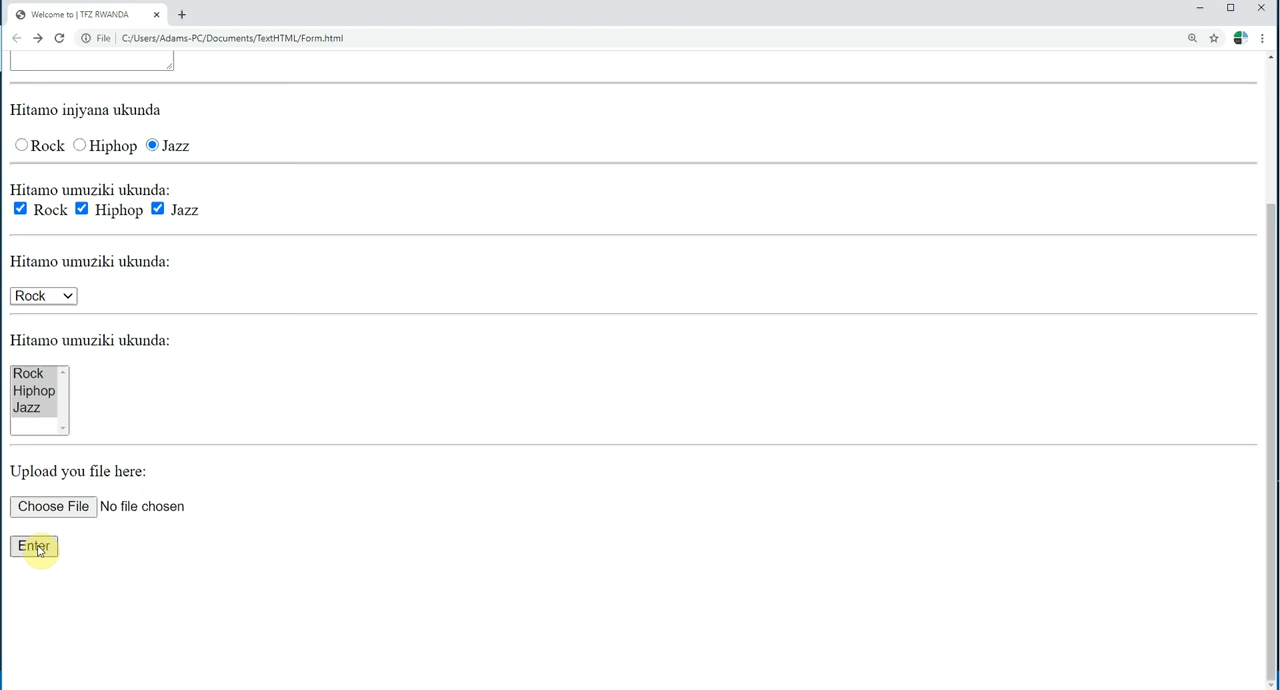 Welcome to | TFZ RWANDA
File C:/Users/Adams-PC/Documents/TextHTML/Form.html
Hitamo injyana ukunda
Rock Hiphop Jazz
Hitamo umuziki ukunda:
Rock Hiphop Jazz
Hitamo umuziki ukunda:
Rock
Hitamo umuziki ukunda:
Rock
Hiphop
Jazz
Upload you file here:
Choose File No file chosen
Enter